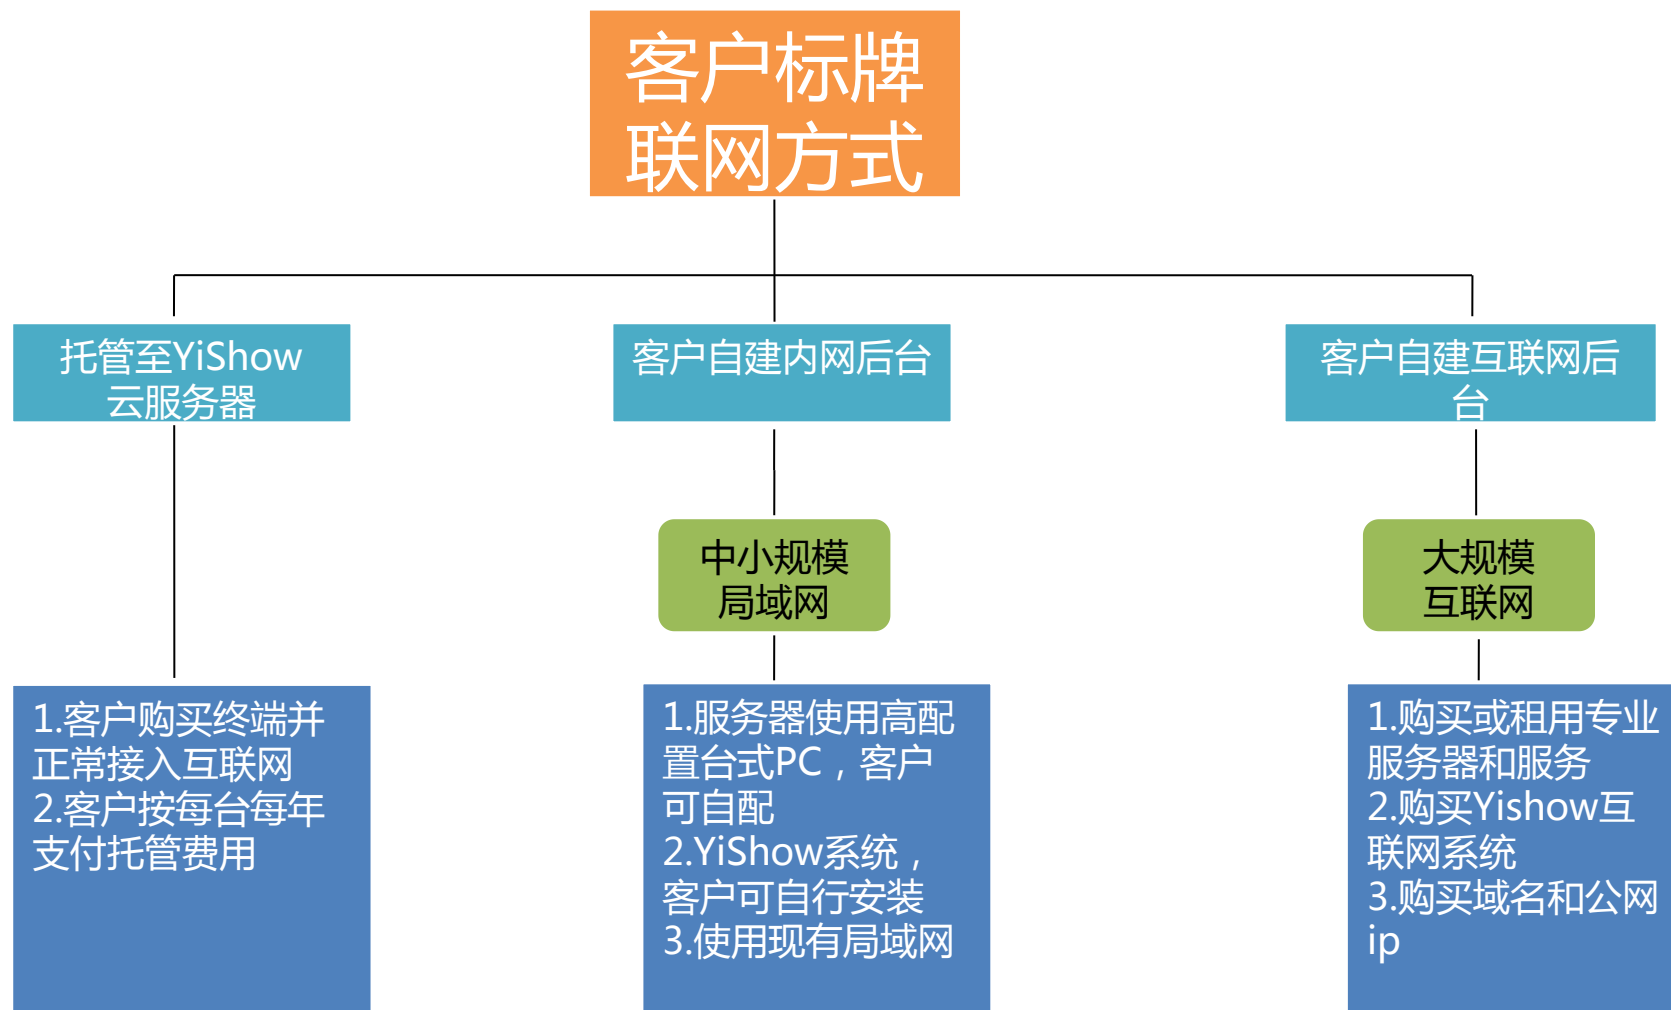 客户标牌
联网方式
托管至YiShow
云服务器
客户自建内网后台
客户自建互联网后
台
中小规模
局域网
大规模
互联网
1.客户购买终端并
正常接入互联网
2.客户按每台每年
支付托管费用
1.服务器使用高配
置台式PC，客户
可自配
2.YiShow系统，
客户可自行安装
3.使用现有局域网
1.购买或租用专业
服务器和服务
2.购买Yishow互
联网系统
3.购买域名和公网
ip